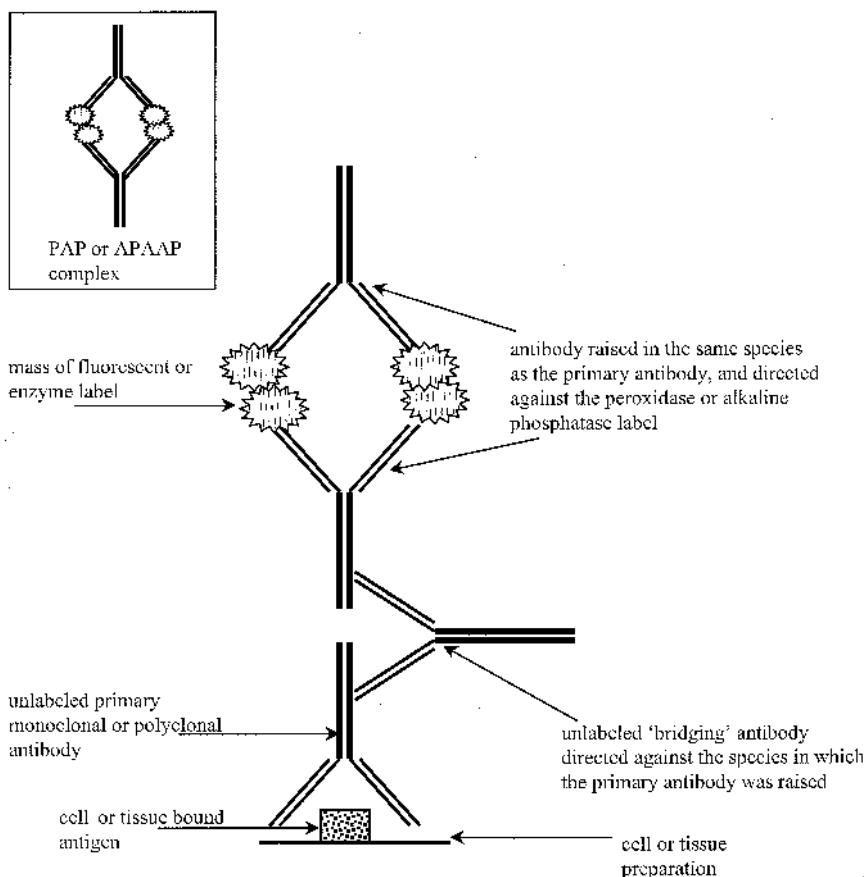 PAP or APAAP
complex
mass of fluorescent or
enzyme label
antibody raised in the same species
as the primary antibody, and directed
against the peroxidase or alkaline
phosphatase label
unlabeled primary
monoclonal or polyclonal
antibody
unlabeled 'bridging' antibody
directed against the species in which
the primary antibody was raised
cell or tissue bound
antigen
cell or tissue
preparation